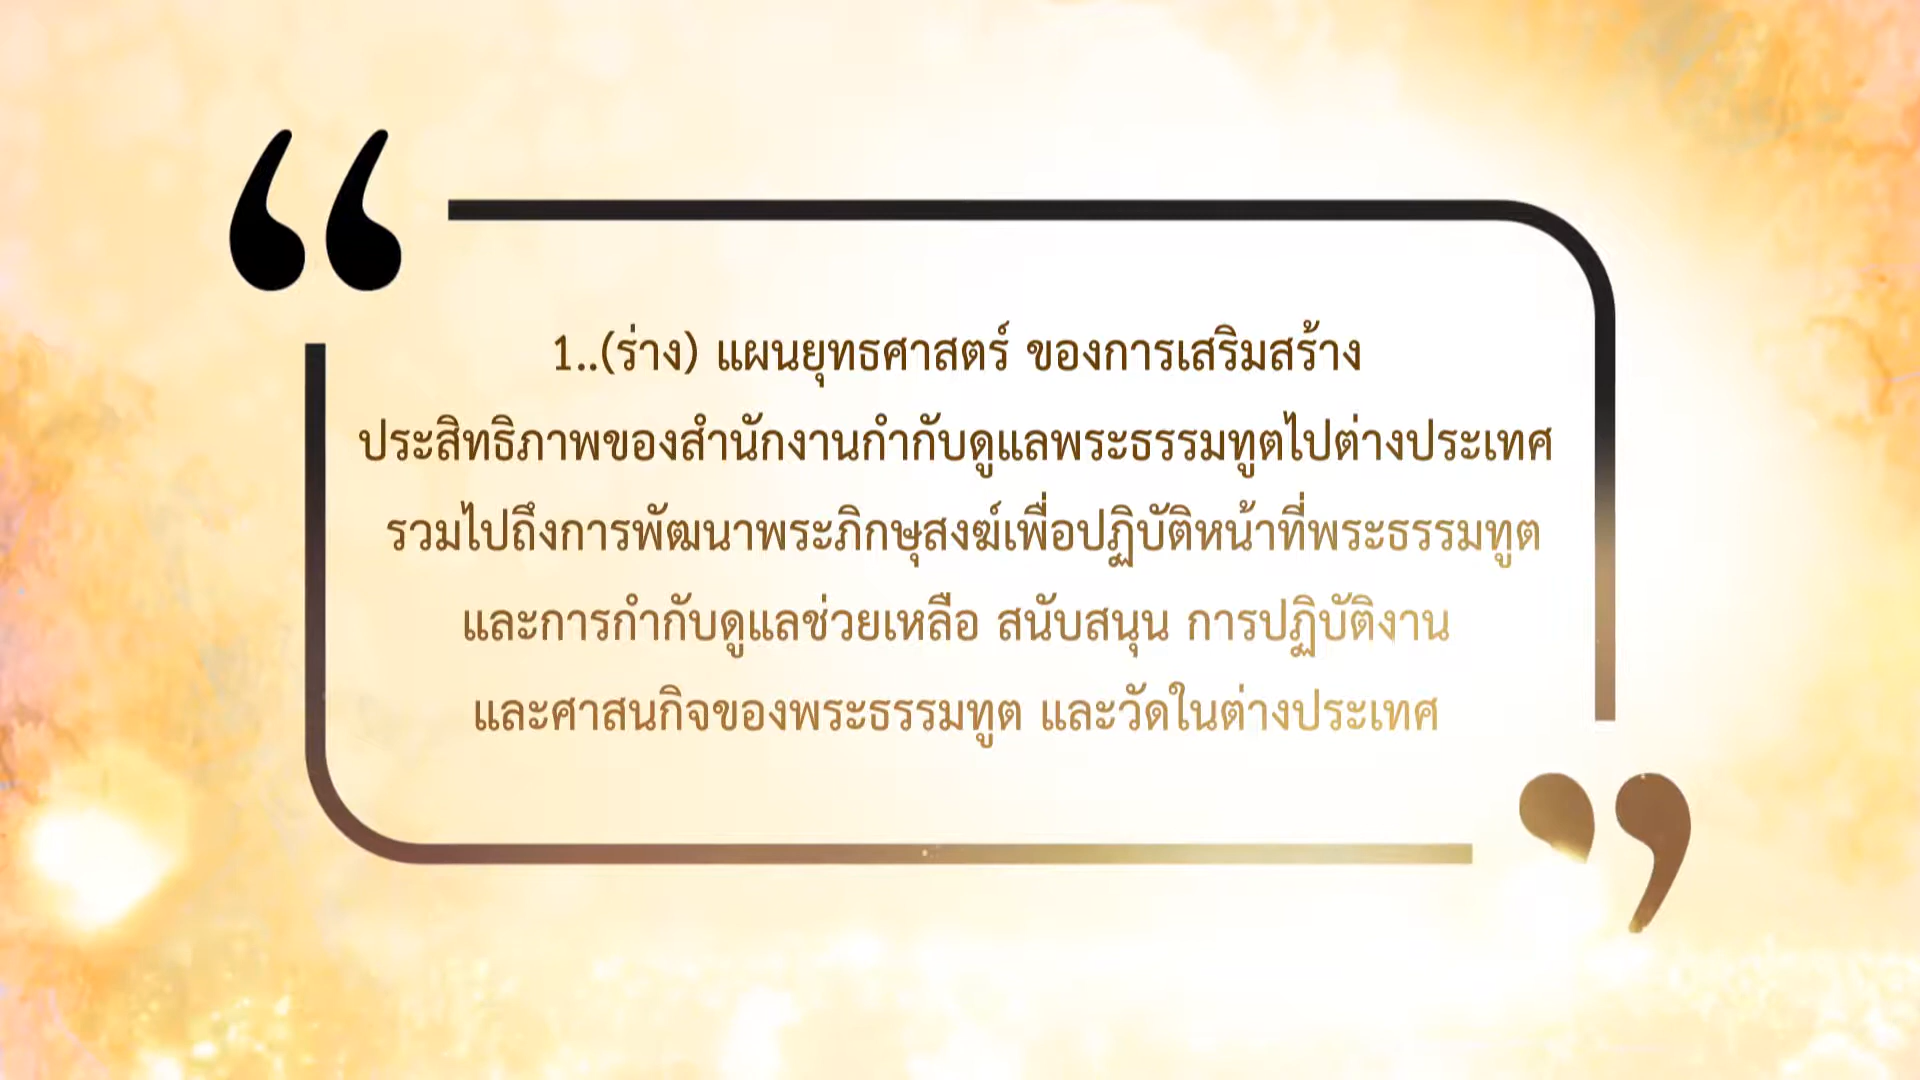 1..(ร่าง) แผนยุทธศาสตร์ ของการเสริมสร้าง
ประสิทธิภาพของสำนักงานกำกับดูแลพระธรรมทูตไปต่างประเทศ
รวมไปถึงการพัฒนาพระภิกษุสงฆ์เพื่อปฏิบัติหน้าที่พระธรรมทูต
และการกำกับดูแลช่วยเหลือ สนับสนุน การปฏิบัติงาน
และศาสนกิจของพระธรรมทูต และวัดในต่างประเทศ